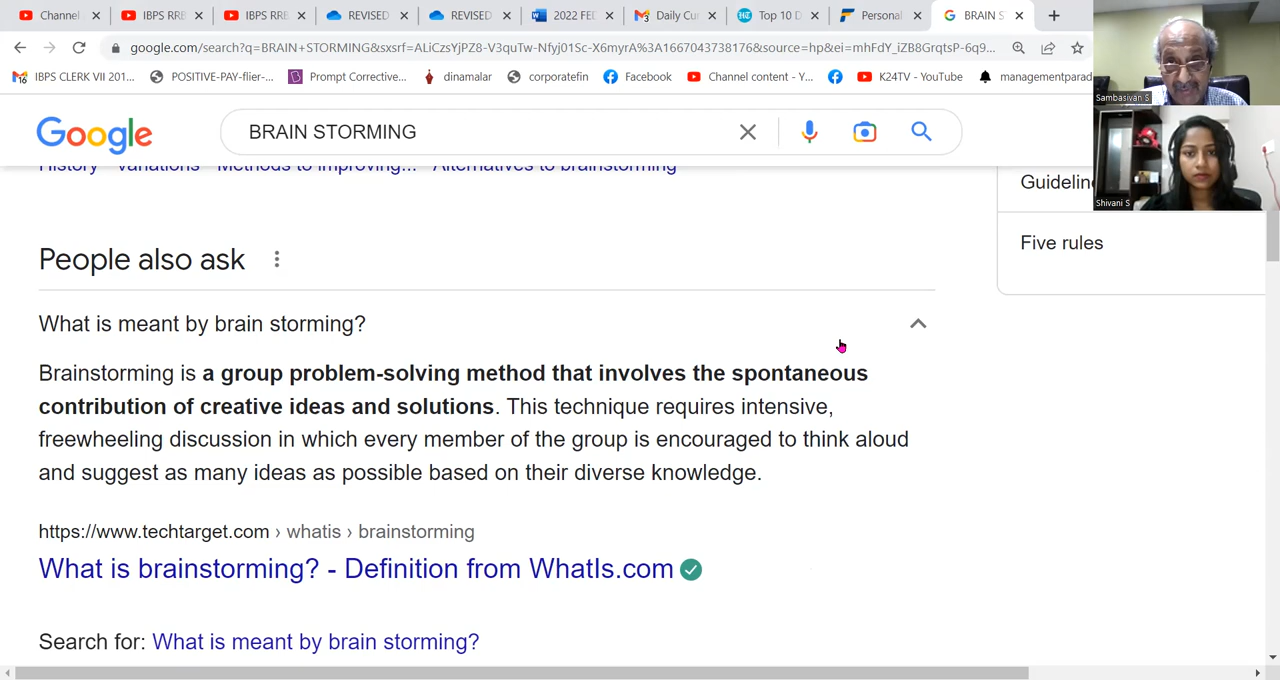 Channel
IBPS RRB
IBPS RRB
REVISED
REVISED
2022 FED
Daily Cur
Top 10 D
Personal
BRAIN S
google.com/search?q=BRAIN+STORMING&sxsrf=ALiCzsYjPZ8-V3quTw-Nfyj01Sc-X6myrA%3A1667043738176&source=hp&ei=mhFdY_iZB8GrqtsP-6q9...
IBPS CLERK VII 201...
POSITIVE-PAY-flier-...
Prompt Corrective...
dinamalar
corporatefin
Facebook
Channel content - Y...
K24TV - YouTube
managementparad
Sambasivan S
Shivani S
Google
BRAIN STORMING
History Variations Methods to improving... Alternatives to brainstorming
Guideline
Five rules
People also ask
What is meant by brain storming?
Brainstorming is a group problem-solving method that involves the spontaneous
contribution of creative ideas and solutions. This technique requires intensive,
freewheeling discussion in which every member of the group is encouraged to think aloud
and suggest as many ideas as possible based on their diverse knowledge.
https://www.techtarget.com › whatis › brainstorming
What is brainstorming? - Definition from WhatIs.com
Search for: What is meant by brain storming?